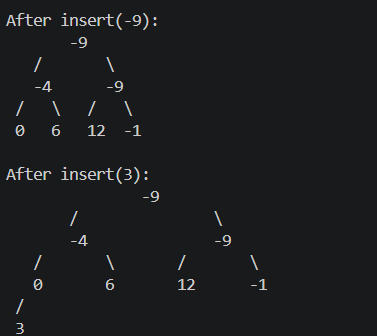 After insert(-9):
-9
/ \
-4 -9
/ \ / \
0 6 12 -1
After insert(3):
-9
/ \
-4 -9
/ \ / \
0 6 12 -1
/
3